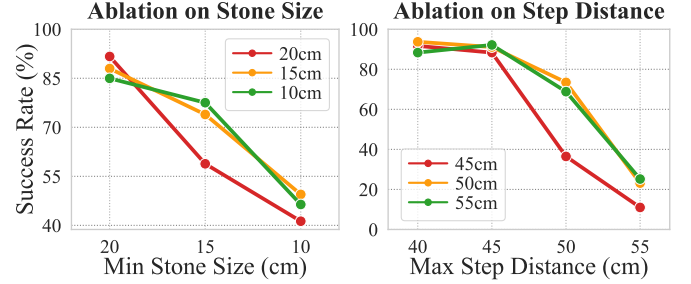 Ablation on Stone Size
Success Rate (%)
100
85
70
55
40
20cm
15cm
10cm
20
15
10
Min Stone Size (cm)
Ablation on Step Distance
100
80
60
40
20
0
45cm
50cm
55cm
40
45
50
55
Max Step Distance (cm)